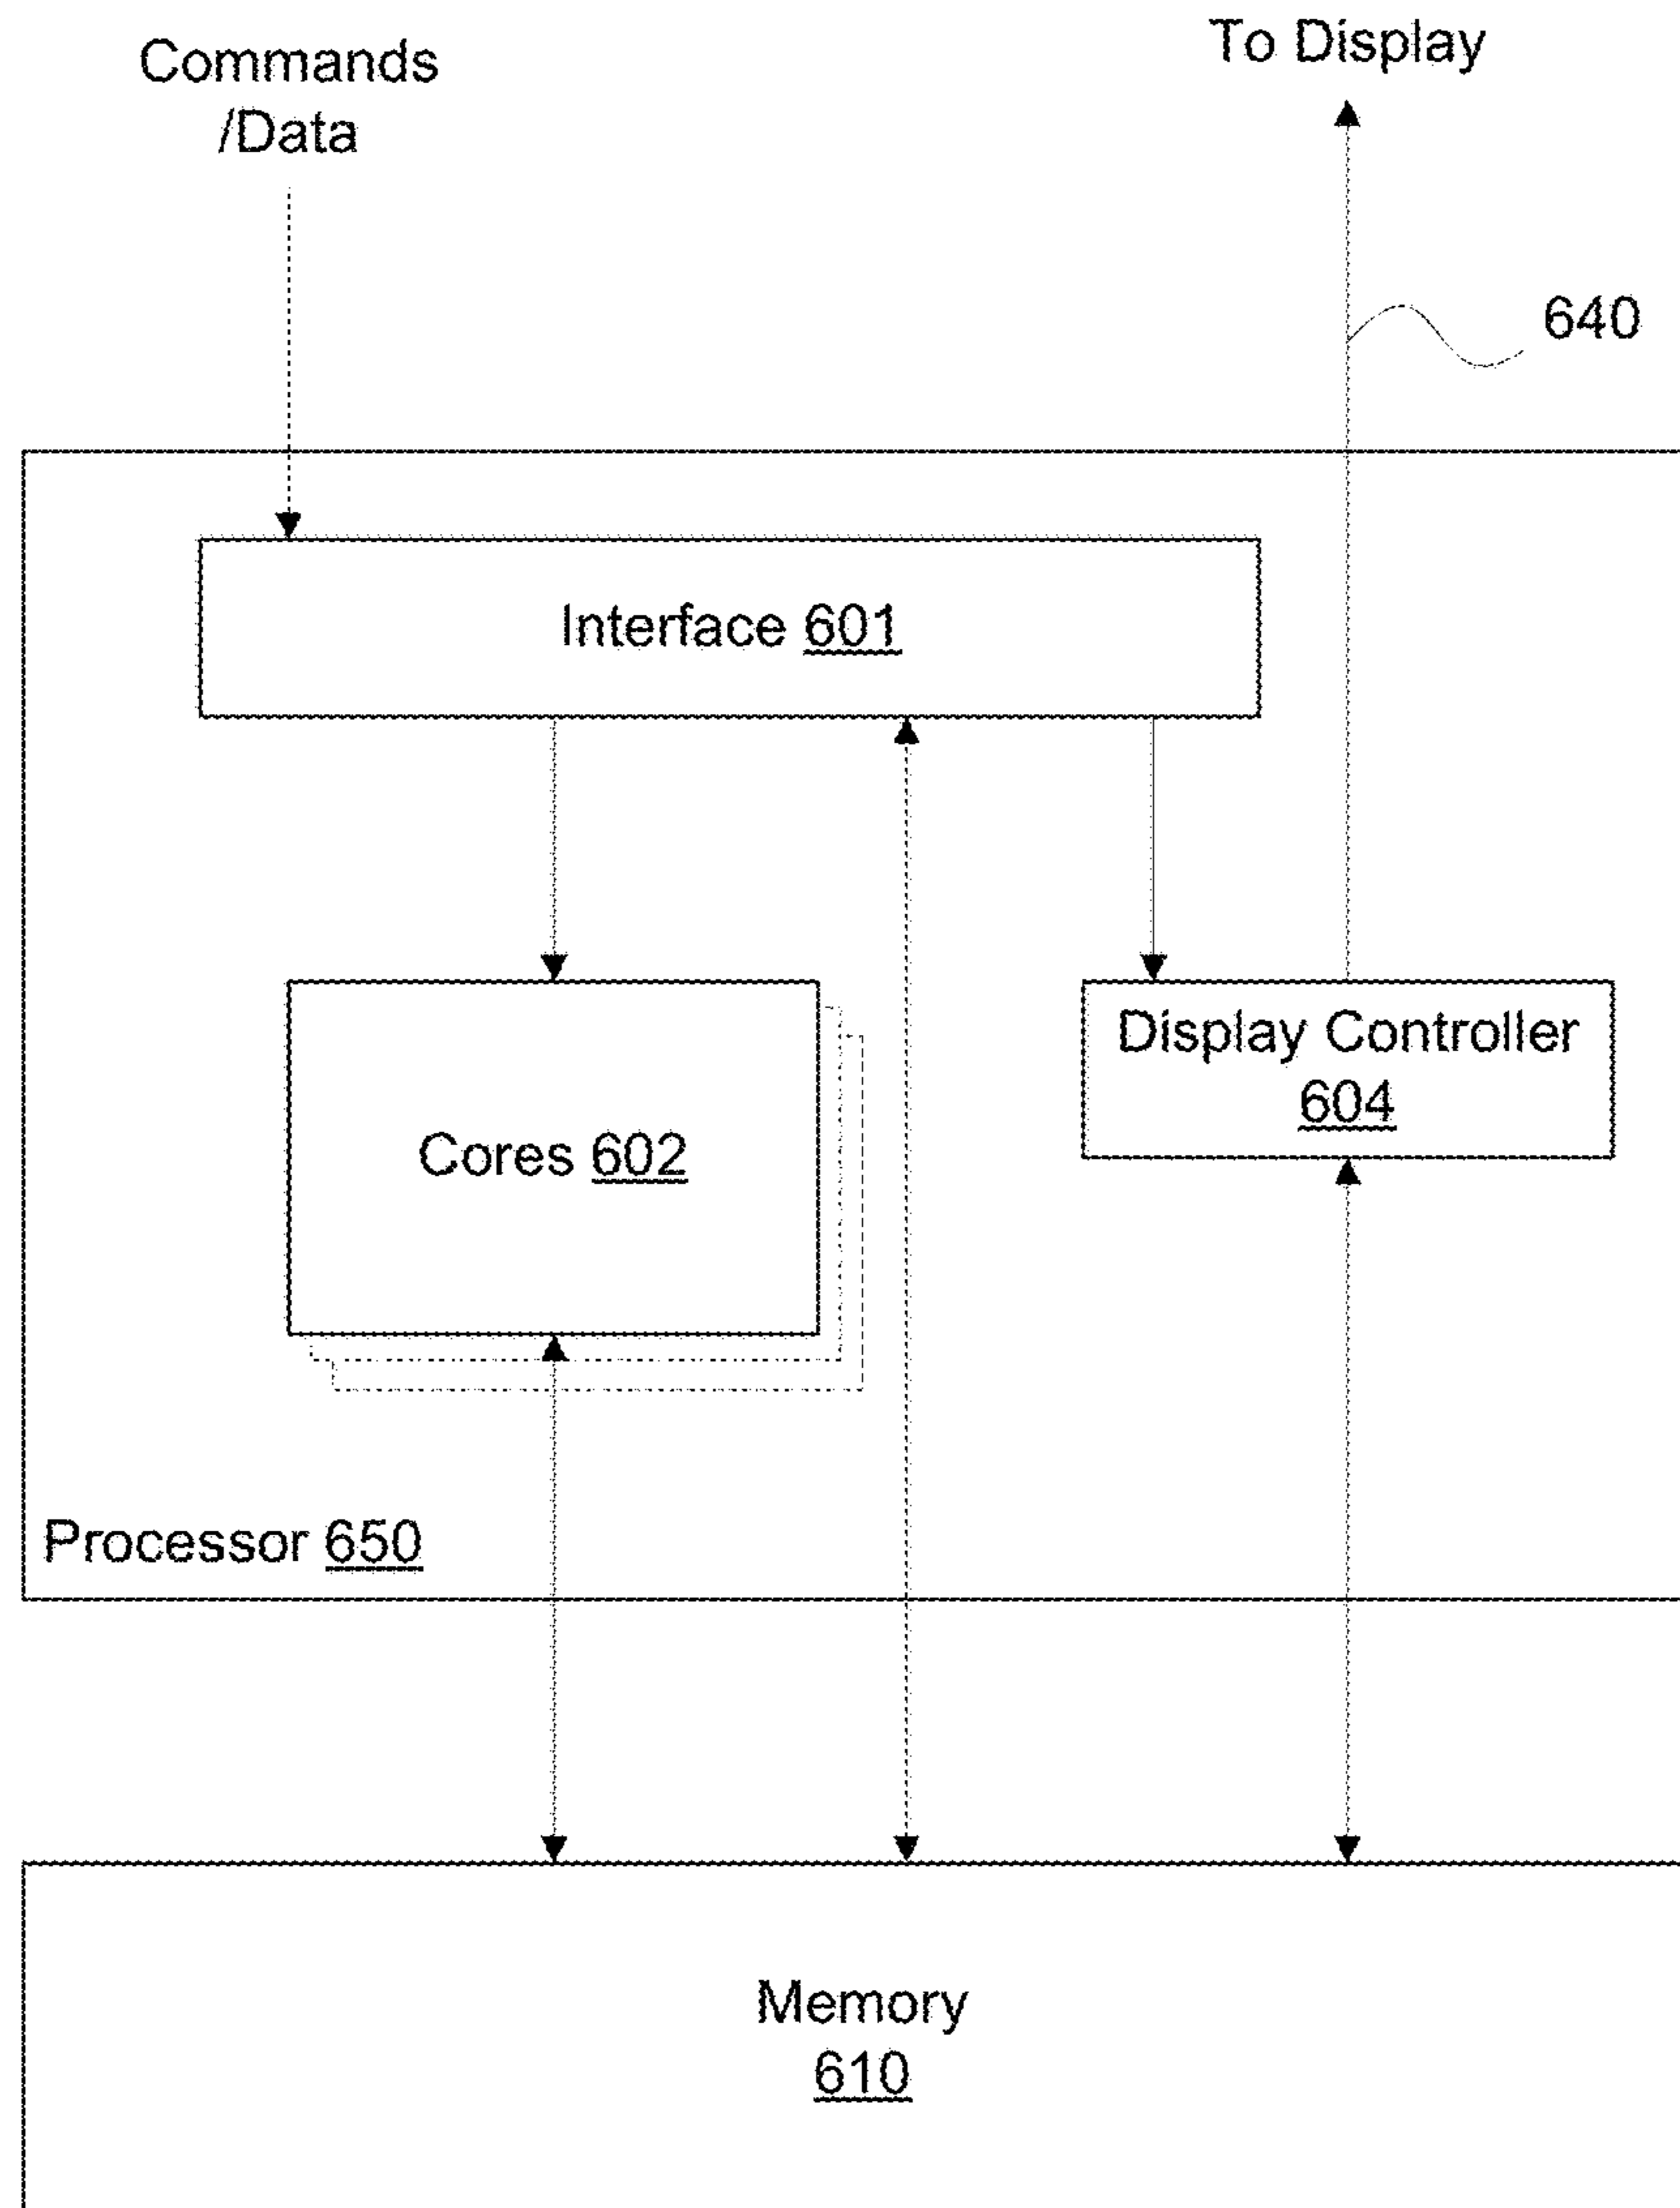 Commands
/Data
To Display
640
Interface 601
Display Controller
604
Cores 602
Processor 650
Memory
610